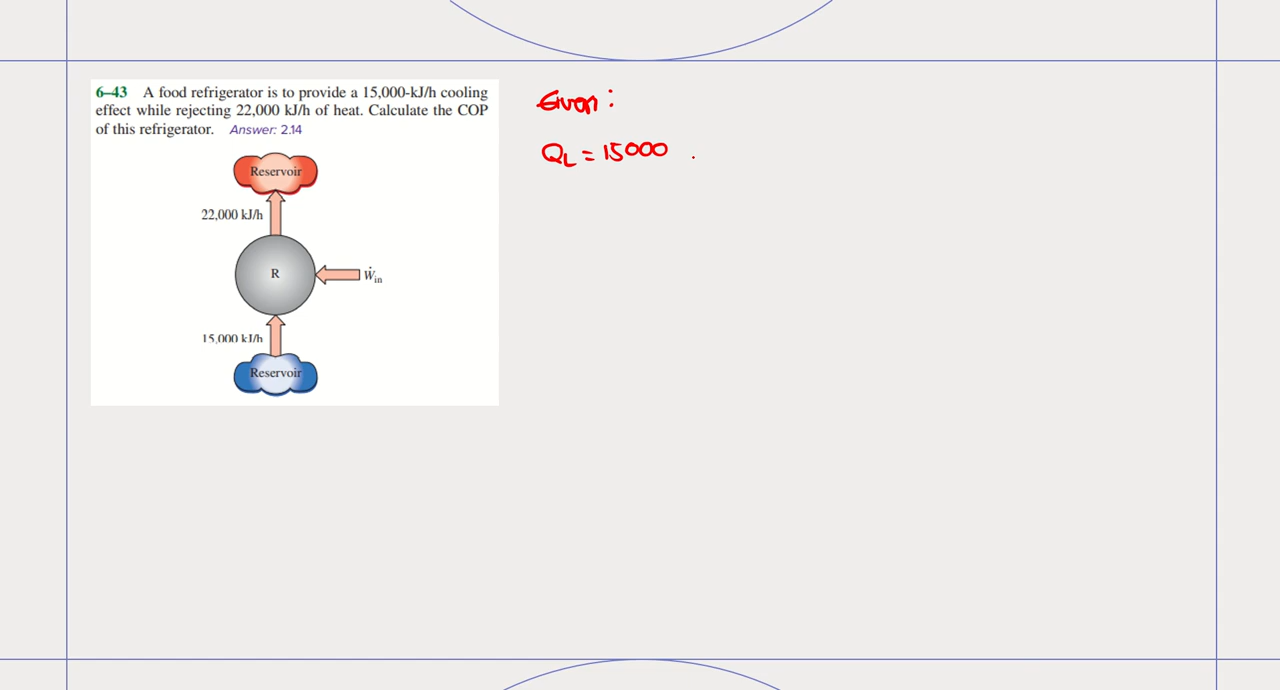 6–43 A food refrigerator is to provide a 15,000-kJ/h cooling
effect while rejecting 22,000 kJ/h of heat. Calculate the COP
of this refrigerator. Answer: 2.14
Reservoir
22,000 kJ/h
R
Ẇin
15,000 kJ/h
Reservoir
Given :
QL = 15000